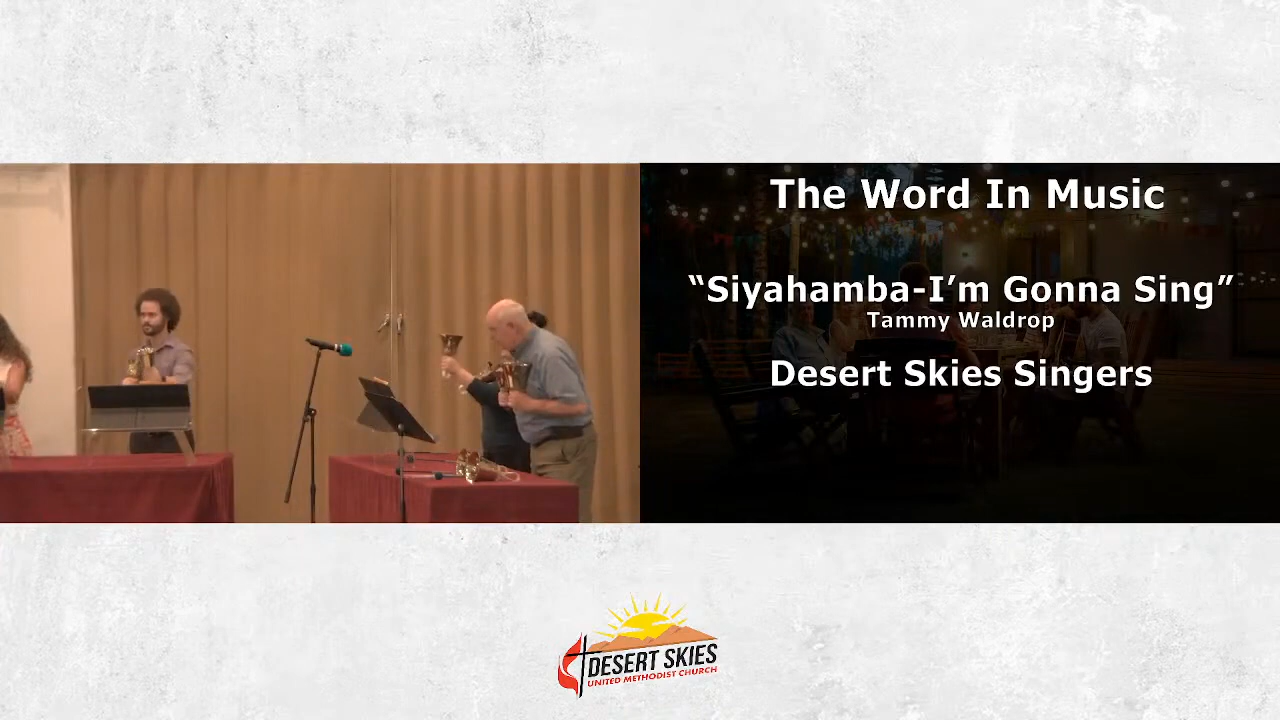 The Word In Music
“Siyahamba-I’m Gonna Sing”
Tammy Waldrop
Desert Skies Singers
DESERT SKIES
UNITED METHODIST CHURCH